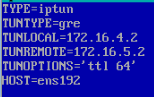 TYPE=iptun
TUNTYPE=gre
TUNLOCAL=172.16.4.2
TUNREMOTE=172.16.5.2
TUNOPTIONS='ttl 64'
HOST=ens192